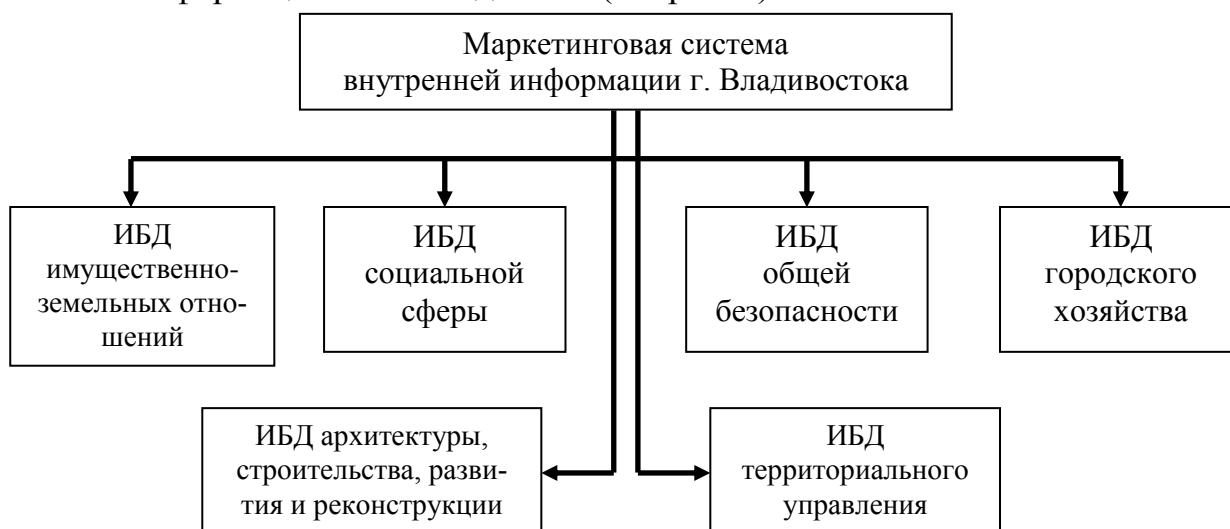 Маркетинговая система
внутренней информации г. Владивостока
ИБД
имущественно-
земельных отно-
шений
ИБД
социальной
сферы
ИБД
общей
безопасности
ИБД
городского
хозяйства
ИБД архитектуры,
строительства, разви-
тия и реконструкции
ИБД
территориального
управления